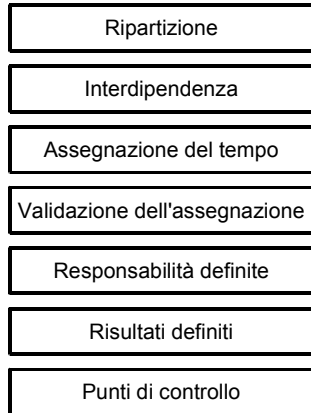 Ripartizione
Interdipendenza
Assegnazione del tempo
Validazione dell'assegnazione
Responsabilità definite
Risultati definiti
Punti di controllo